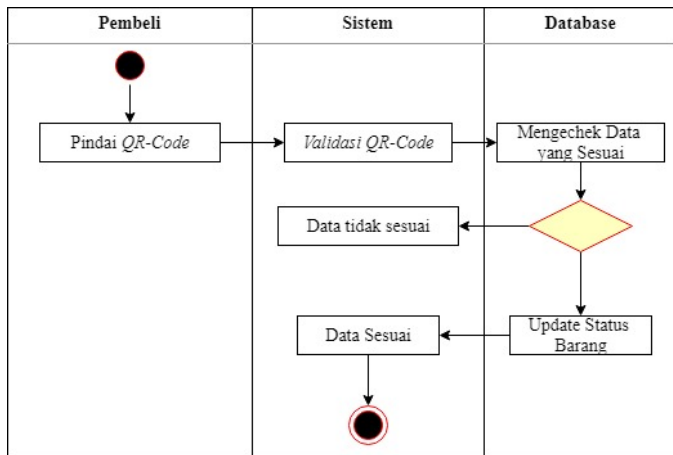 Pembeli
Sistem
Database
Pindai QR-Code
Validasi QR-Code
Mengechek Data
yang Sesuai
Data tidak sesuai
Data Sesuai
Update Status
Barang